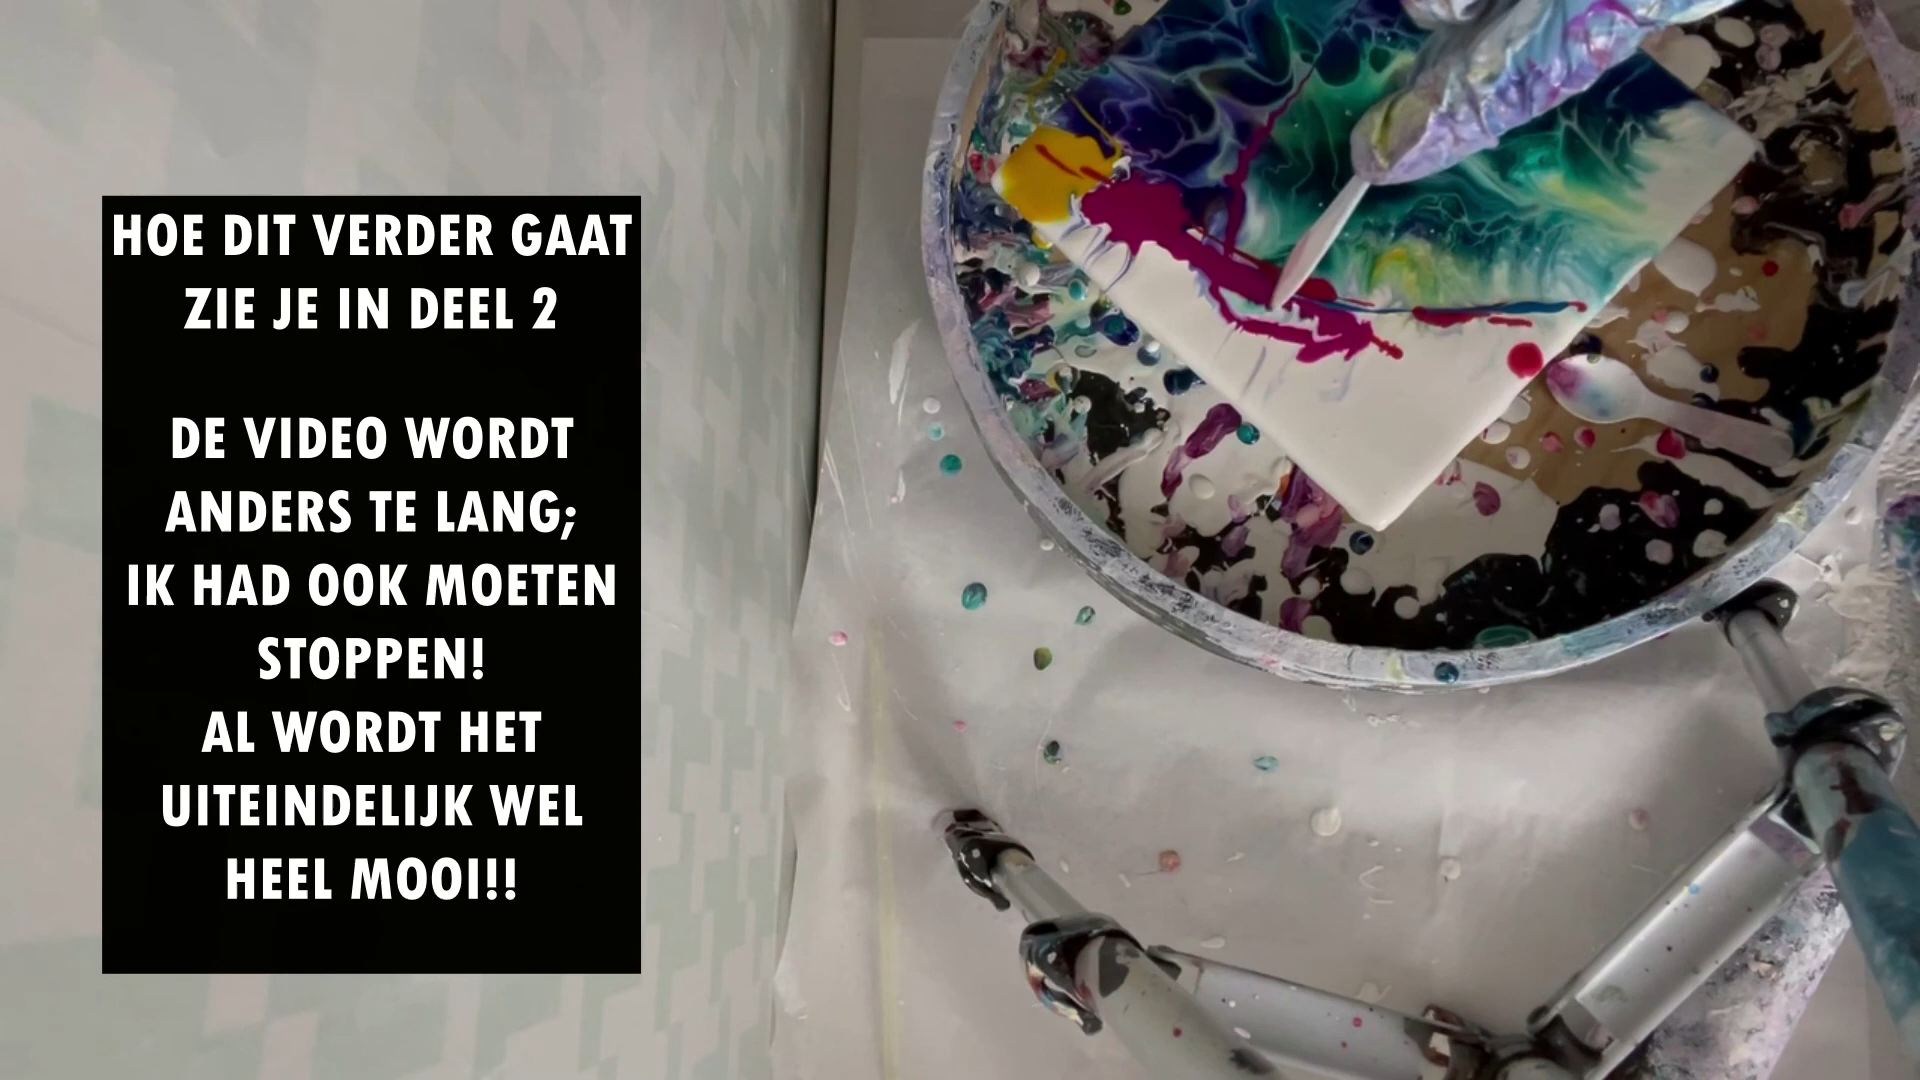 HOE DIT VERDER GAAT
ZIE JE IN DEEL 2
DE VIDEO WORDT
ANDERS TE LANG;
IK HAD OOK MOETEN
STOPPEN!
AL WORDT HET
UITEINDELIJK WEL
HEEL MOOI!!